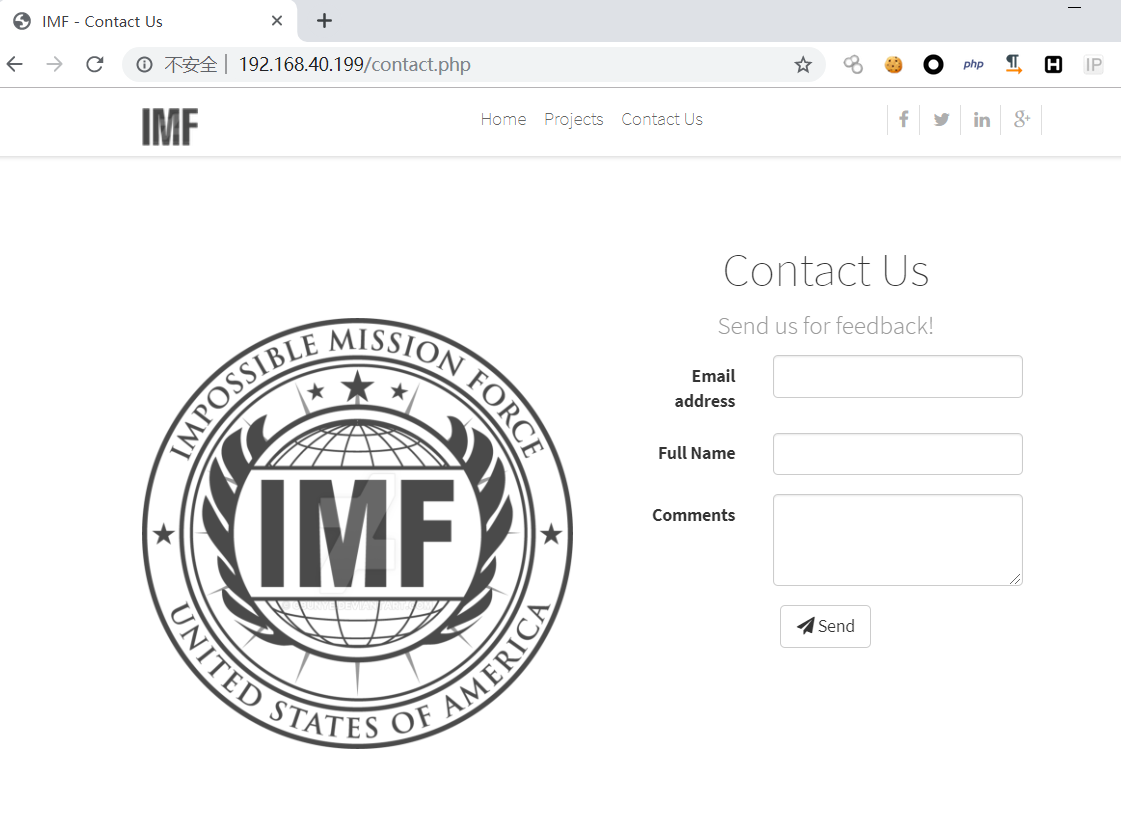 IMF - Contact Us
不安全 192.168.40.199/contact.php
php
IP
IMF
Home Projects Contact Us
Contact Us
Send us for feedback!
IMPOSSIBLE MISSION FORCE
IMF
UNITED STATES OF AMERICA
Email
address
Full Name
Comments
Send